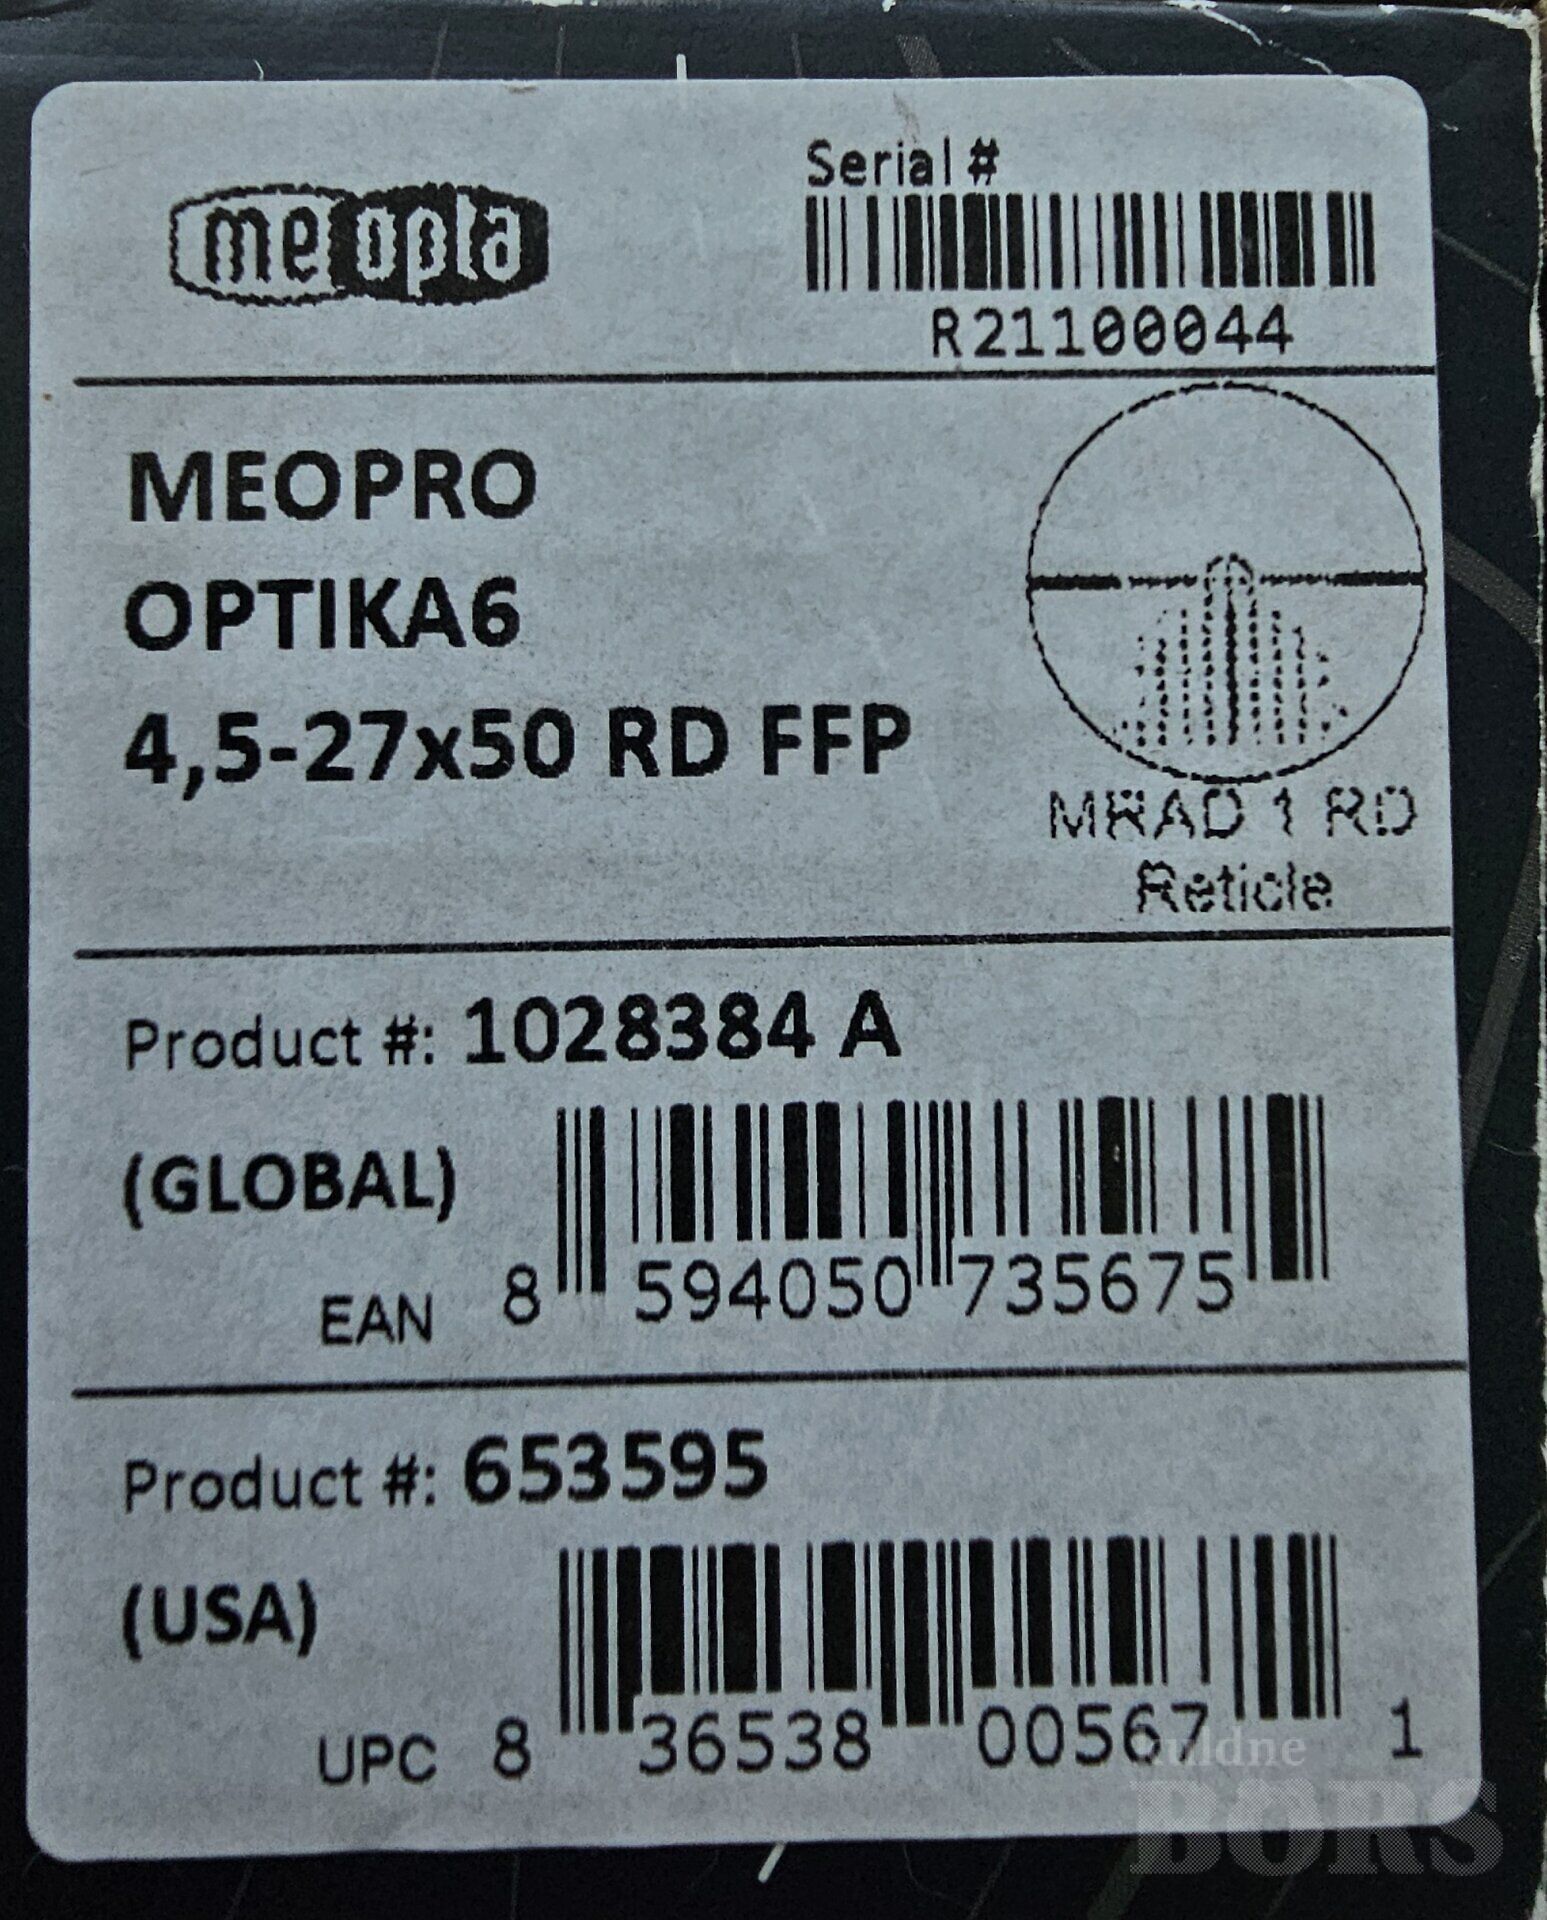 meopta
Serial #
R21100044
MEOPRO
OPTIKA6
4,5-27x50 RD FFP
MRAD 1 RD
Reticle
Product #: 1028384 A
(GLOBAL)
EAN 8 594050 735675
Product #: 653595
(USA)
UPC 8 36538 00567 1
kuldne
BÖRS